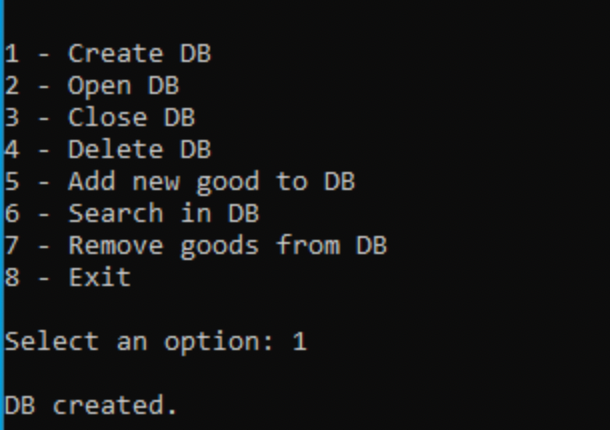 1 - Create DB
2 - Open DB
3 - Close DB
4 - Delete DB
5 - Add new good to DB
6 - Search in DB
7 - Remove goods from DB
8 - Exit
Select an option: 1
DB created.